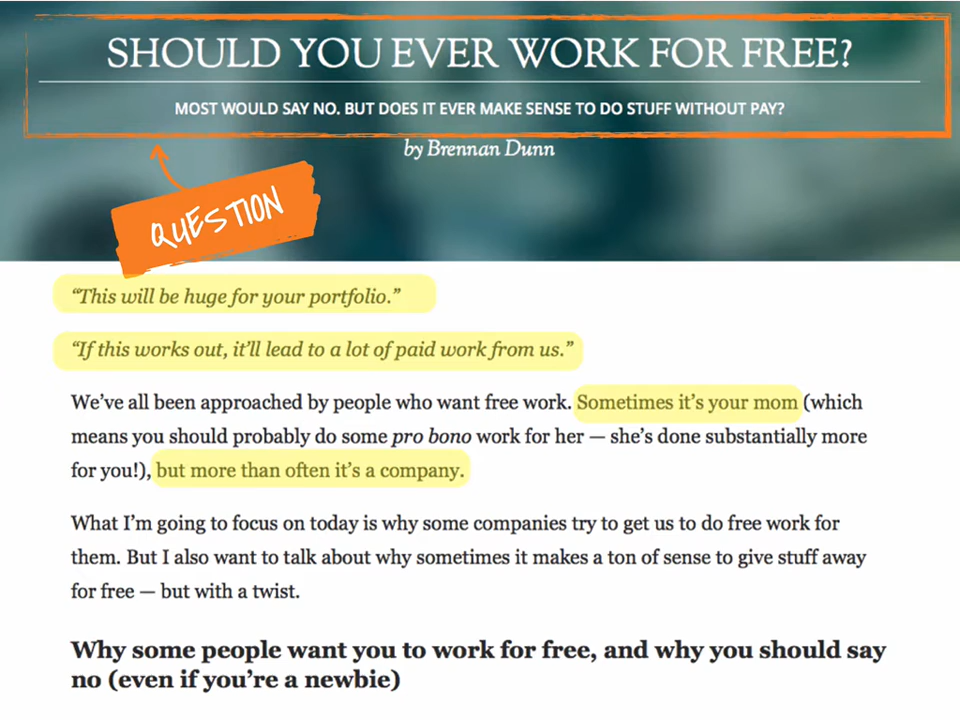 SHOULD YOU EVER WORK FOR FREE?
MOST WOULD SAY NO. BUT DOES IT EVER MAKE SENSE TO DO STUFF WITHOUT PAY?
by Brennan Dunn
QUESTION
“This will be huge for your portfolio.”
“If this works out, it’ll lead to a lot of paid work from us.”
We’ve all been approached by people who want free work. Sometimes it’s your mom (which
means you should probably do some pro bono work for her — she’s done substantially more
for you!), but more than often it’s a company.
What I’m going to focus on today is why some companies try to get us to do free work for
them. But I also want to talk about why sometimes it makes a ton of sense to give stuff away
for free — but with a twist.
Why some people want you to work for free, and why you should say
no (even if you’re a newbie)